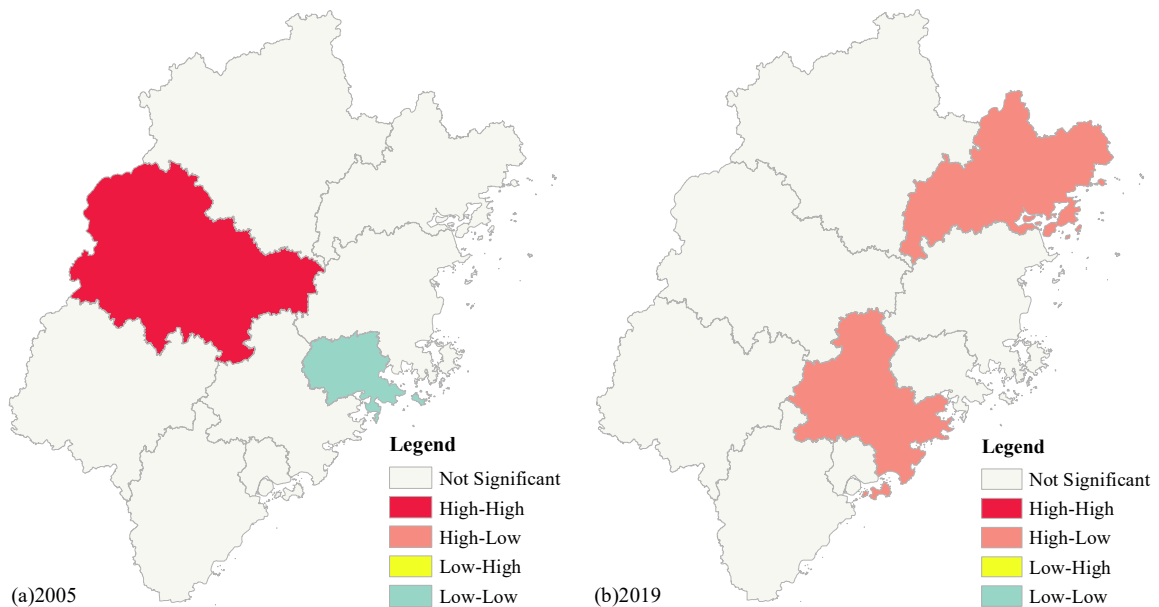 Legend
Not Significant
High-High
High-Low
Low-High
Low-Low
(a)2005
Legend
Not Significant
High-High
High-Low
Low-High
Low-Low
(b)2019